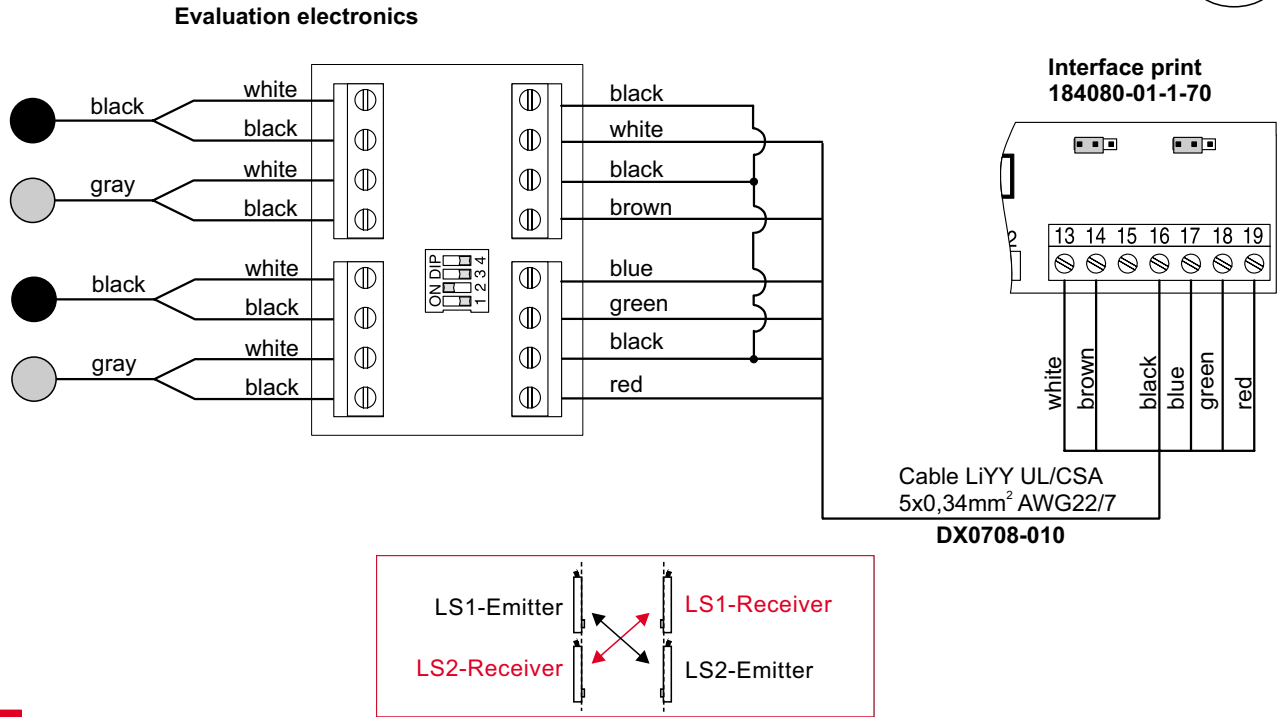 Evaluation electronics
Interface print
184080-01-1-70
black
white
black
gray
white
black
black
white
black
gray
white
black
black
white
black
brown
blue
green
black
red
ON DIP
1 2 3 4
13 14 15 16 17 18 19
white
brown
black
blue
green
red
Cable LiYY UL/CSA
5x0,34mm² AWG22/7
DX0708-010
LS1-Emitter
LS1-Receiver
LS2-Receiver
LS2-Emitter